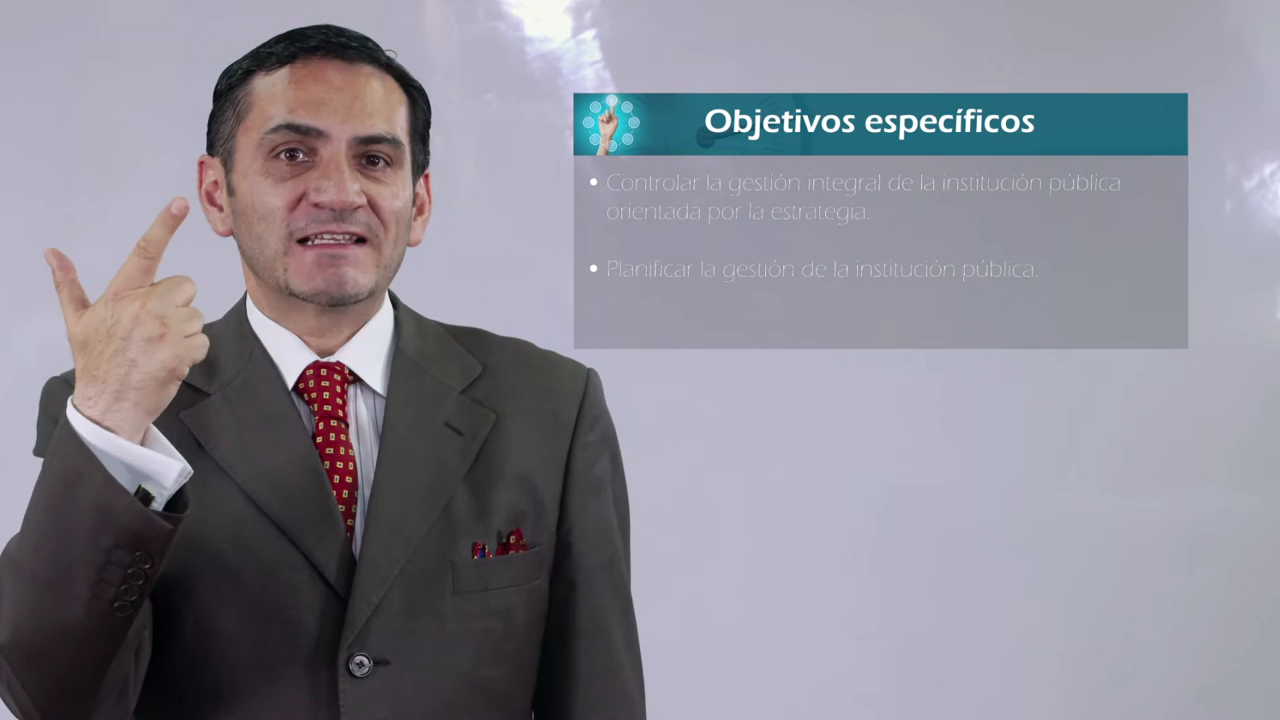 Objetivos específicos
• Controlar la gestión integral de la institución pública
orientada por la estrategia.
• Planificar la gestión de la institución pública.